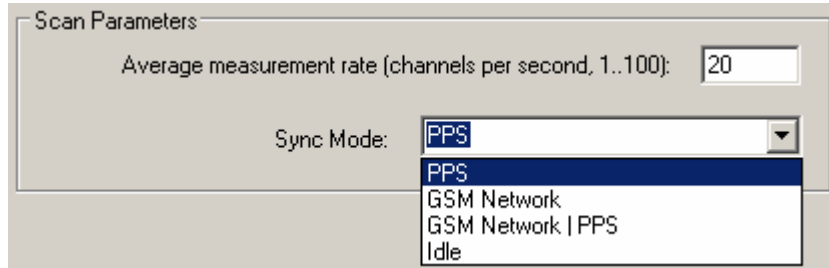 Scan Parameters
Average measurement rate (channels per second, 1..100): 20
Sync Mode: PPS
PPS
GSM Network
GSM Network | PPS
Idle